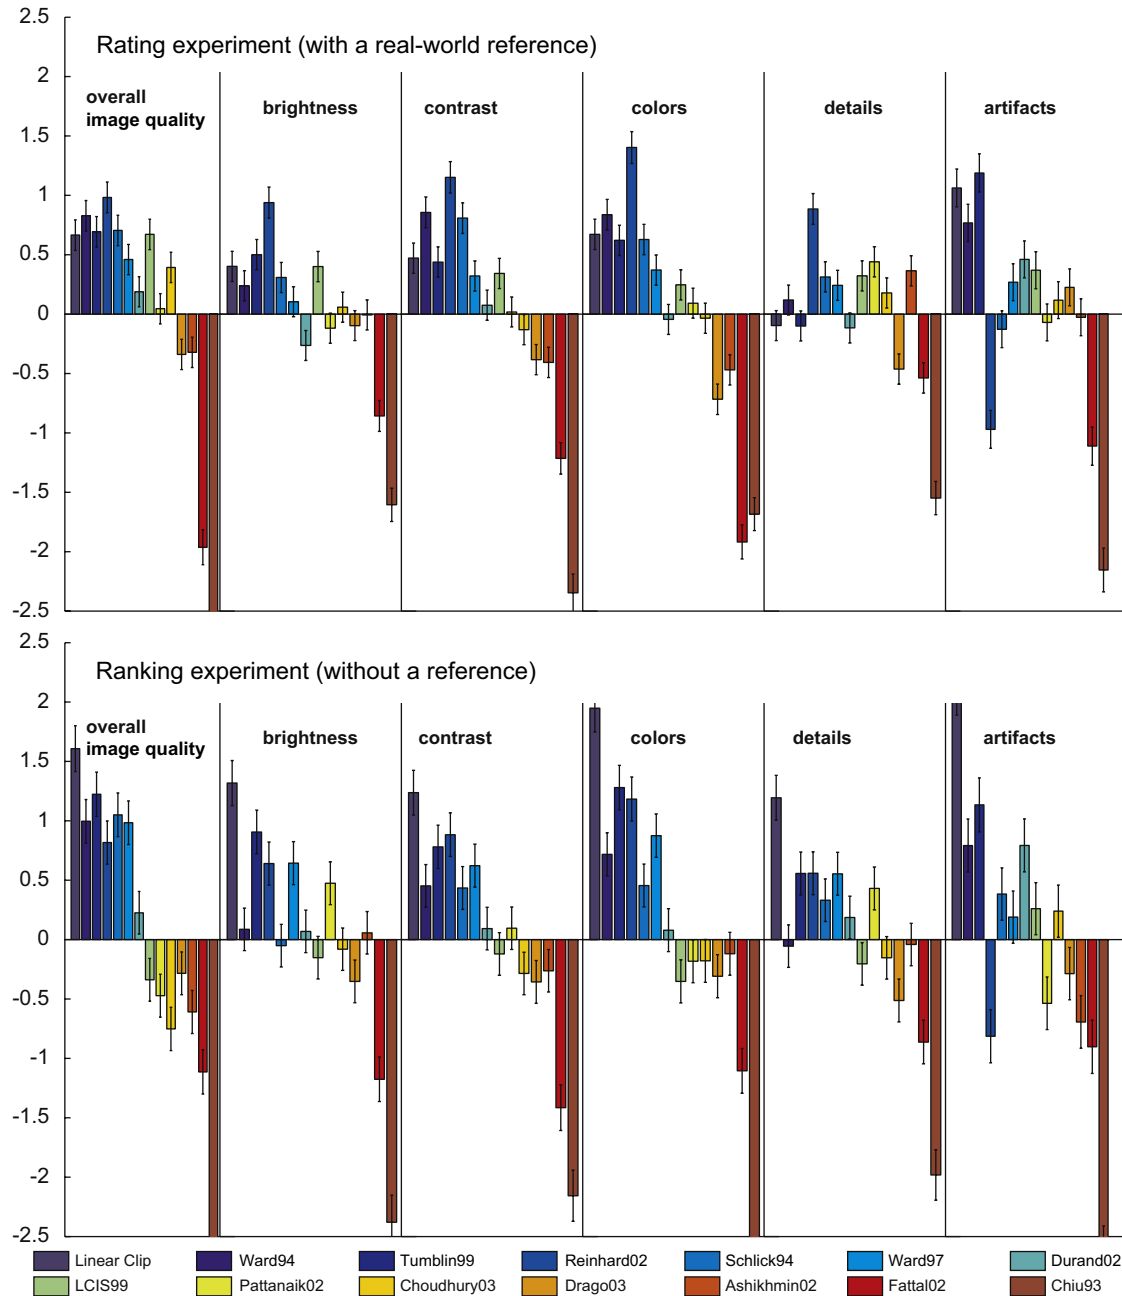 2.5
Rating experiment (with a real-world reference)
2
overall
image quality
brightness
contrast
colors
details
artifacts
1.5
1
0.5
0
-0.5
-1
-1.5
-2
-2.5
2.5
Ranking experiment (without a reference)
2
overall
image quality
brightness
contrast
colors
details
artifacts
1.5
1
0.5
0
-0.5
-1
-1.5
-2
-2.5
Linear Clip
Ward94
Tumblin99
Reinhard02
Schlick94
Ward97
Durand02
LCIS99
Pattanaik02
Choudhury03
Drago03
Ashikhmin02
Fattal02
Chiu93